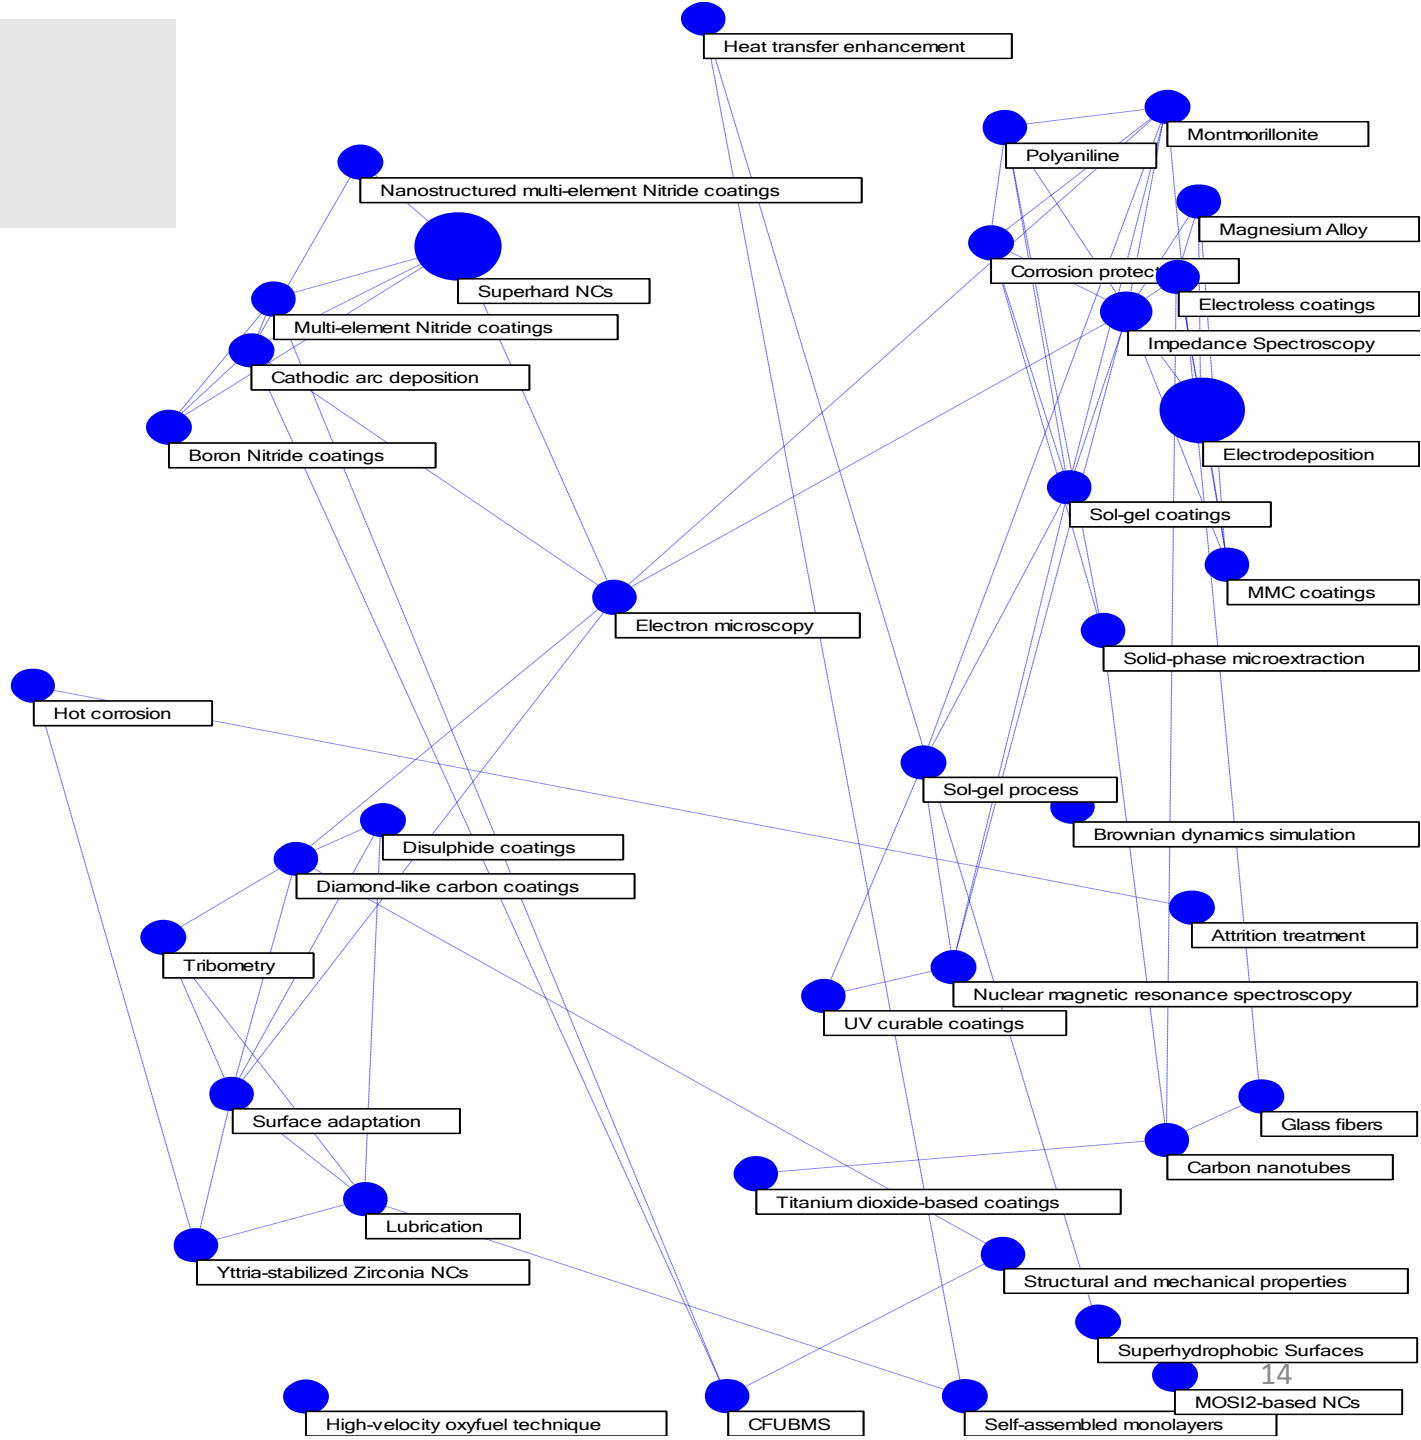 Heat transfer enhancement
Montmorillonite
Polyaniline
Nanostructured multi-element Nitride coatings
Magnesium Alloy
Corrosion protec
Superhard NCs
Electroless coatings
Multi-element Nitride coatings
Impedance Spectroscopy
Cathodic arc deposition
Boron Nitride coatings
Electrodeposition
Sol-gel coatings
MMC coatings
Electron microscopy
Solid-phase microextraction
Hot corrosion
Sol-gel process
Brownian dynamics simulation
Disulphide coatings
Diamond-like carbon coatings
Attrition treatment
Tribometry
Nuclear magnetic resonance spectroscopy
UV curable coatings
Surface adaptation
Glass fibers
Carbon nanotubes
Titanium dioxide-based coatings
Lubrication
Yttria-stabilized Zirconia NCs
Structural and mechanical properties
Superhydrophobic Surfaces
14
MOSI2-based NCs
High-velocity oxyfuel technique
CFUBMS
Self-assembled monolayers